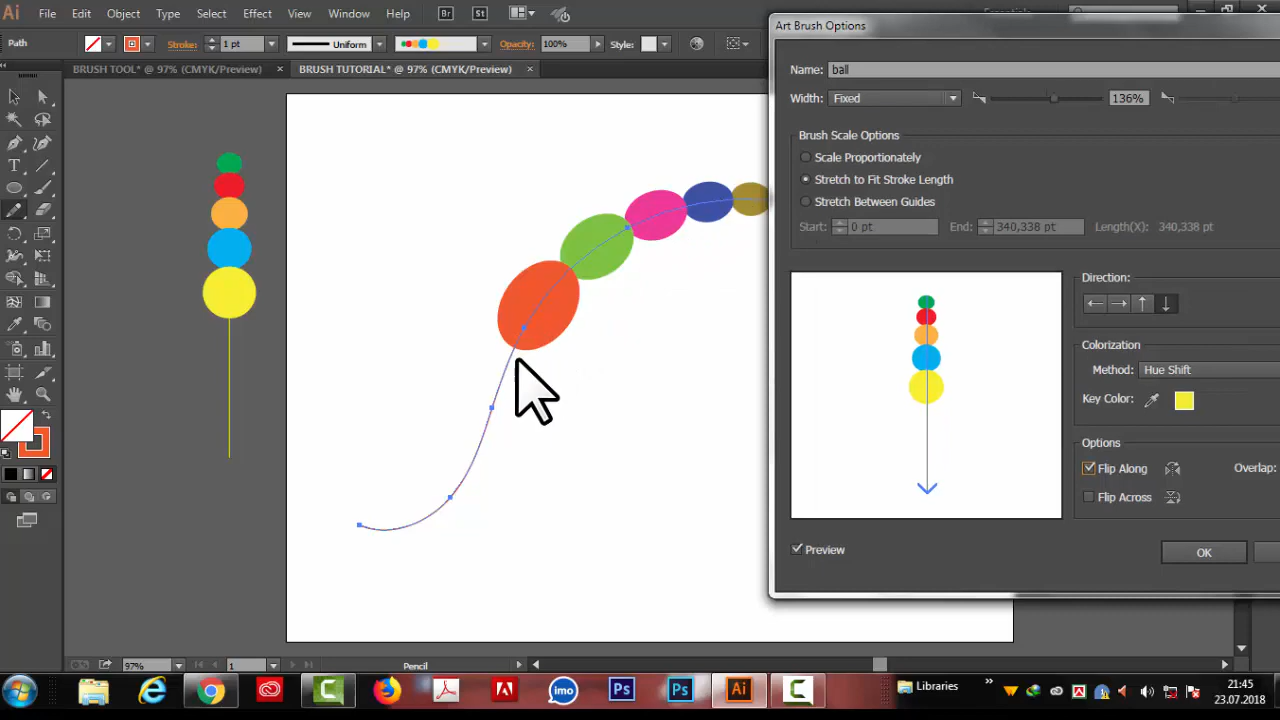 Ai File Edit Object Type Select Effect View Window Help Br St
Path Stroke: 1 pt Uniform Opacity: 100% Style:
BRUSH TOOL* @ 97% (CMYK/Preview) × BRUSH TUTORIAL* @ 97% (CMYK/Preview) ×
Art Brush Options
Name: ball
Width: Fixed 136%
Brush Scale Options
Scale Proportionately
Stretch to Fit Stroke Length
Stretch Between Guides
Start: 0 pt End: 340,338 pt Length(X): 340,338 pt
Direction:
Colorization
Method: Hue Shift
Key Color:
Options
Flip Along Overlap:
Flip Across
Preview
OK
97% 1 Pencil
imo Ps Ps Ai Libraries
21:45
23.07.2018